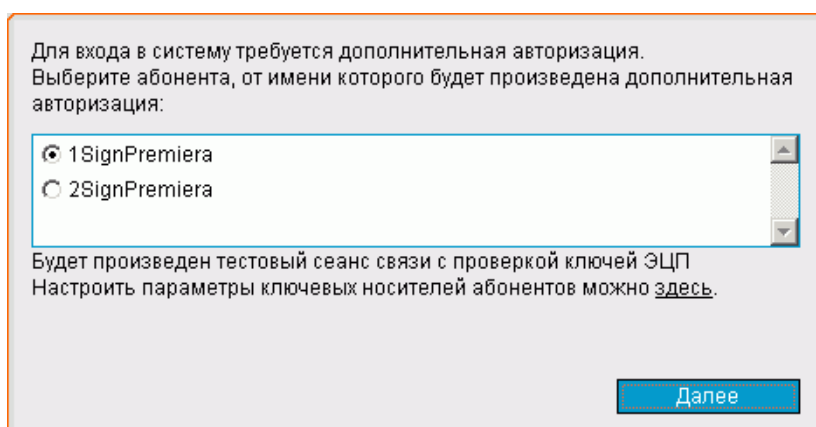 Для входа в систему требуется дополнительная авторизация.
Выберите абонента, от имени которого будет произведена дополнительная
авторизация:
1SignPremiera
2SignPremiera
Будет произведен тестовый сеанс связи с проверкой ключей ЭЦП
Настроить параметры ключевых носителей абонентов можно здесь.
Далее